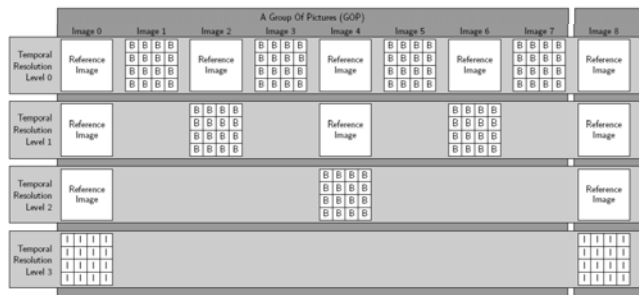 A Group Of Pictures (GOP)
Image 0 Image 1 Image 2 Image 3 Image 4 Image 5 Image 6 Image 7 Image 8
Temporal
Resolution
Level 0
Reference
Image
B B B B
B B B B
B B B B
B B B B
Reference
Image
B B B B
B B B B
B B B B
B B B B
Reference
Image
B B B B
B B B B
B B B B
B B B B
Reference
Image
B B B B
B B B B
B B B B
B B B B
Reference
Image
Temporal
Resolution
Level 1
Reference
Image
B B B B
B B B B
B B B B
B B B B
Reference
Image
B B B B
B B B B
B B B B
B B B B
Reference
Image
Temporal
Resolution
Level 2
Reference
Image
B B B B
B B B B
B B B B
B B B B
Reference
Image
Temporal
Resolution
Level 3
I I I I
I I I I
I I I I
I I I I
I I I I
I I I I
I I I I
I I I I